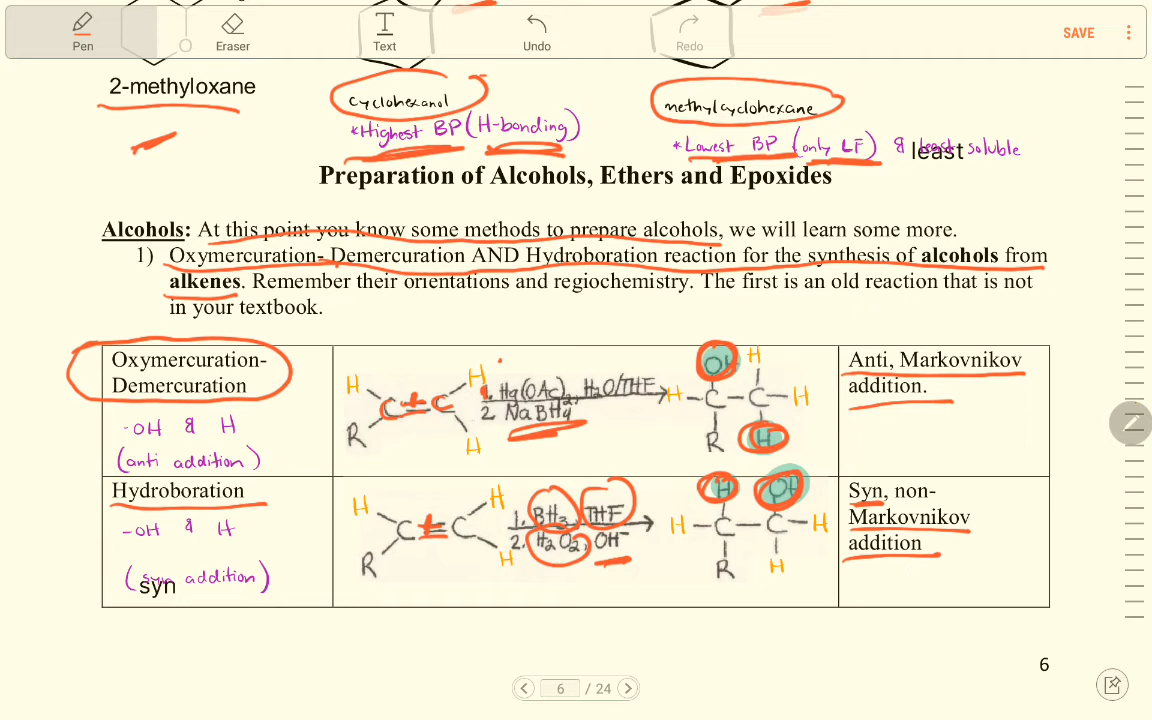 Pen
Eraser
Text
Undo
Redo
SAVE
O
2-methyloxane
cyclohexanol
methylcyclohexane
*Highest BP (H-bonding)
*Lowest BP (only LF) & least soluble
least
Preparation of Alcohols, Ethers and Epoxides
Alcohols: At this point you know some methods to prepare alcohols, we will learn some more.
1) Oxymercuration- Demercuration AND Hydroboration reaction for the synthesis of alcohols from
alkenes. Remember their orientations and regiochemistry. The first is an old reaction that is not
in your textbook.
Oxymercuration-
Demercuration
-OH & H
(anti addition)
H H
C C
R H
1. Hg(OAc)2, H2O/THF
2. NaBH4
OH H
H-C-C-H
R H
Anti, Markovnikov
addition.
Hydroboration
-OH & H
(syn addition)
syn
H H
C C
R H
1. BH3, THF
2. H2O2, OH-
H OH
H-C-C-H
R H
Syn, non-
Markovnikov
addition
6
6 / 24